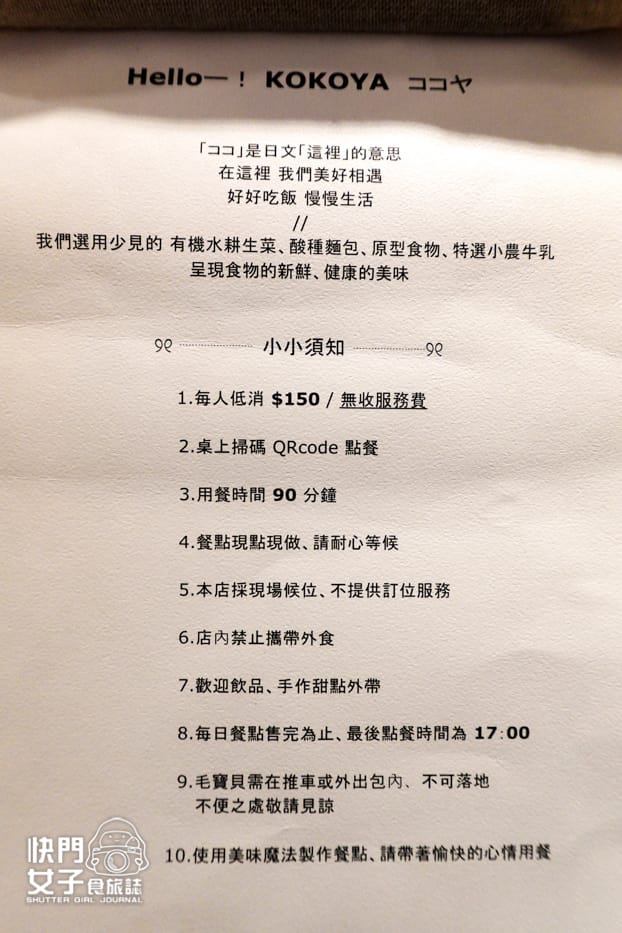 Hello一！ KOKOYA ココヤ
「ココ」是日文「這裡」的意思
在這裡 我們美好相遇
好好吃飯 慢慢生活
//
我們選用少見的 有機水耕生菜、酸種麵包、原型食物、特選小農牛乳
呈現食物的新鮮、健康的美味
小小須知
1.每人低消 $150 / 無收服務費
2.桌上掃碼 QRcode 點餐
3.用餐時間 90 分鐘
4.餐點現點現做、請耐心等候
5.本店採現場候位、不提供訂位服務
6.店內禁止攜帶外食
7.歡迎飲品、手作甜點外帶
8.每日餐點售完為止、最後點餐時間為 17:00
9.毛寶貝需在推車或外出包內、不可落地
不便之處敬請見諒
10.使用美味魔法製作餐點、請帶著愉快的心情用餐
快門
女子食旅誌
SHUTTER GIRL JOURNAL